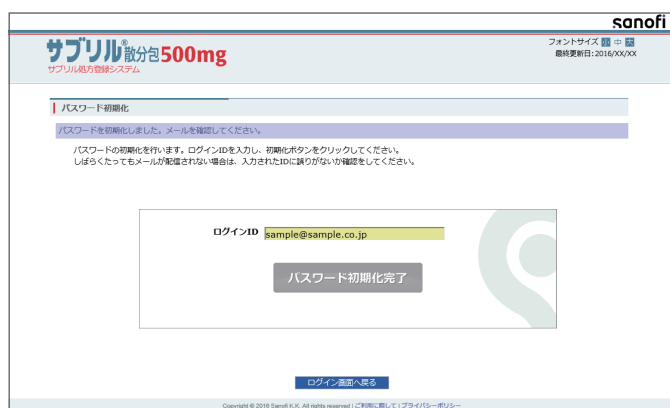 sanofi
サブリル®散分包500mg
サブリル処方登録システム
フォントサイズ 小 中 大
最終更新日:2016/XX/XX
パスワード初期化
パスワードを初期化しました。メールを確認してください。
パスワードの初期化を行います。ログインIDを入力し、初期化ボタンをクリックしてください。
しばらくたってもメールが配信されない場合は、入力されたIDに誤りがないか確認をしてください。
ログインID sample@sample.co.jp
パスワード初期化完了
ログイン画面へ戻る
Copyright © 2016 Sanofi K.K. All rights reserved | ご利用に際して | プライバシーポリシー